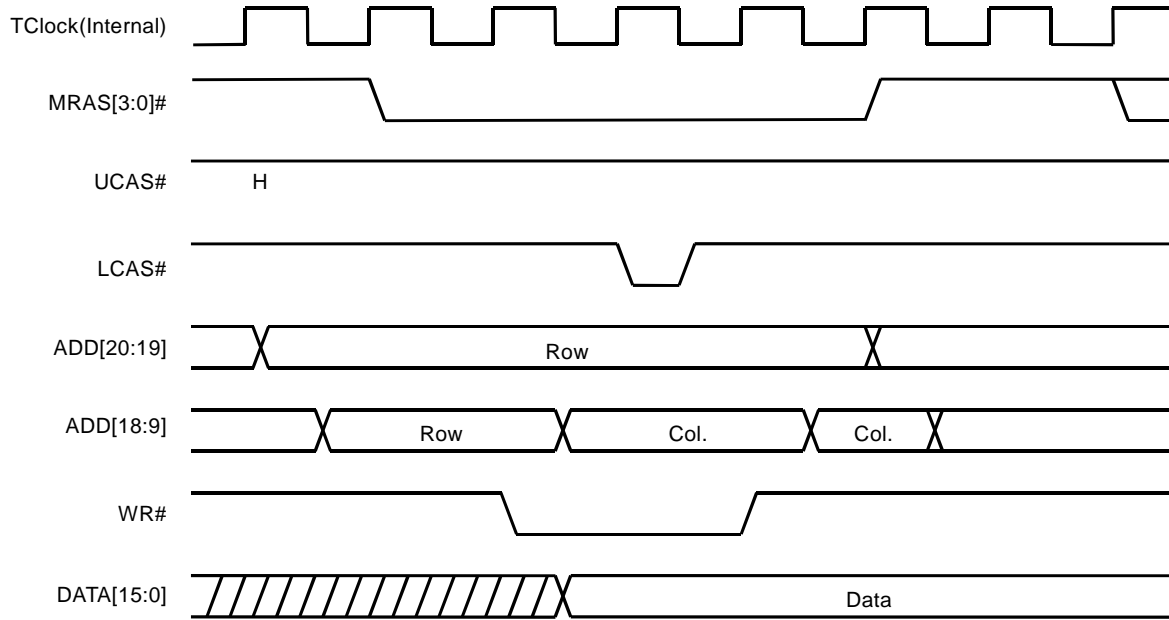 TClock(Internal)
MRAS[3:0]#
UCAS# H
LCAS#
ADD[20:19] Row
ADD[18:9] Row Col. Col.
WR#
DATA[15:0] Data